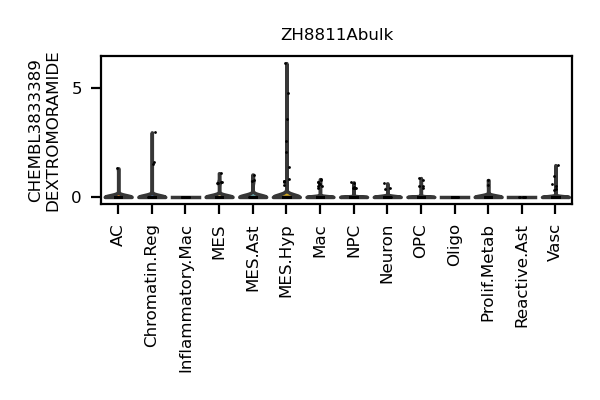 ZH8811Abulk
CHEMBL3833389
DEXTROMORAMIDE
5
0
AC
Chromatin.Reg
Inflammatory.Mac
MES
MES.Ast
MES.Hyp
Mac
NPC
Neuron
OPC
Oligo
Prolif.Metab
Reactive.Ast
Vasc